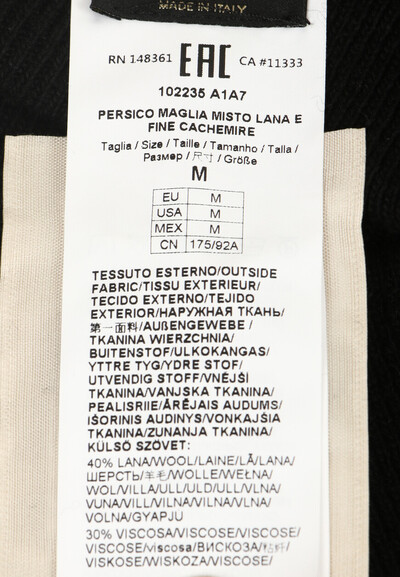 MADE IN ITALY
RN 148361 EAC CA #11333
102235 A1A7
PERSICO MAGLIA MISTO LANA E
FINE CACHEMIRE
Taglia / Size / Taille / Tamanho / Talla /
Размер / 尺寸 / Größe
M
EU M
USA M
MEX M
CN 175/92A
TESSUTO ESTERNO/OUTSIDE
FABRIC/TISSU EXTERIEUR/
TECIDO EXTERNO/TEJIDO
EXTERIOR/НАРУЖНАЯ ТКАНЬ/
第一面料/AUßENGEWEBE/
TKANINA WIERZCHNIA/
BUITENSTOF/ULKOKANGAS/
YTTRE TYG/YDRE STOF/
UTVENDIG STOFF/VNĚJŠI
TKANINA/VANJSKA TKANINA/
PEALISRIIE/ĀRĒJAIS AUDUMS/
IŠORINIS AUDINYS/VONKAJŠIA
TKANINA/ZUNANJA TKANINA/
KÜLSŐ SZÖVET:
40% LANA/WOOL/LAINE/LÃ/LANA/
ШЕРСТЬ/羊毛/WOLLE/WEŁNA/
WOL/VILLA/ULL/ULD/ULL/VLNA/
VUNA/VILL/VILNA/VILNA/VLNA/
VOLNA/GYAPJU
30% VISCOSA/VISCOSE/VISCOSE/
VISCOSE/viscosa/ВИСКОЗА/粘纤/
VISKOSE/WISKOZA/VISCOSE/